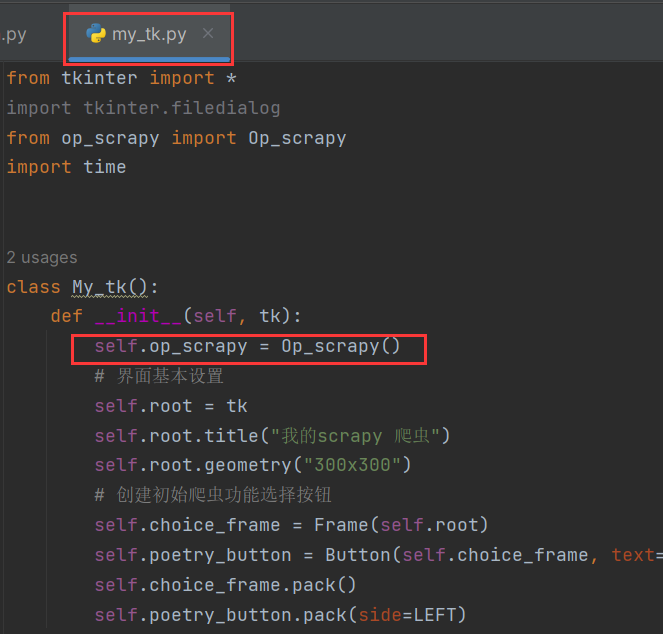 .py
my_tk.py
from tkinter import *
import tkinter.filedialog
from op_scrapy import Op_scrapy
import time
2 usages
class My_tk():
def __init__(self, tk):
self.op_scrapy = Op_scrapy()
# 界面基本设置
self.root = tk
self.root.title("我的scrapy 爬虫")
self.root.geometry("300x300")
# 创建初始爬虫功能选择按钮
self.choice_frame = Frame(self.root)
self.poetry_button = Button(self.choice_frame, text=
self.choice_frame.pack()
self.poetry_button.pack(side=LEFT)